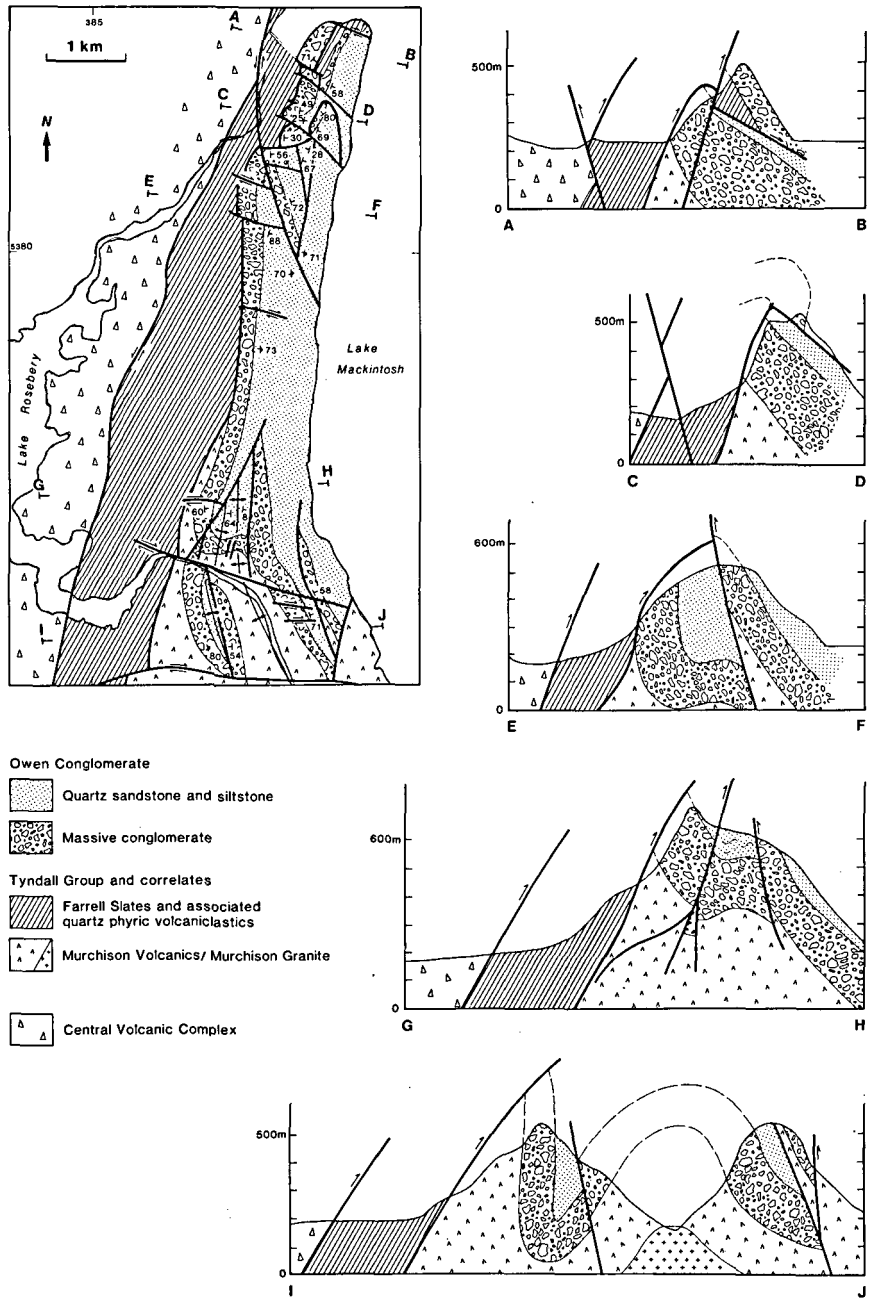 385
1 km
N
A
B
C
D
E
F
5380
G
H
I
J
58
49
25
80
30
69
56
28
67
72
88
71
70
73
60
64
8
58
80
54
Lake Rosebery
Lake
Mackintosh
500m
0
A
B
500m
0
C
D
600m
0
E
F
600m
0
G
H
500m
0
I
J
Owen Conglomerate
Quartz sandstone and siltstone
Massive conglomerate
Tyndall Group and correlates
Farrell Slates and associated
quartz phyric volcaniclastics
Murchison Volcanics/ Murchison Granite
Central Volcanic Complex